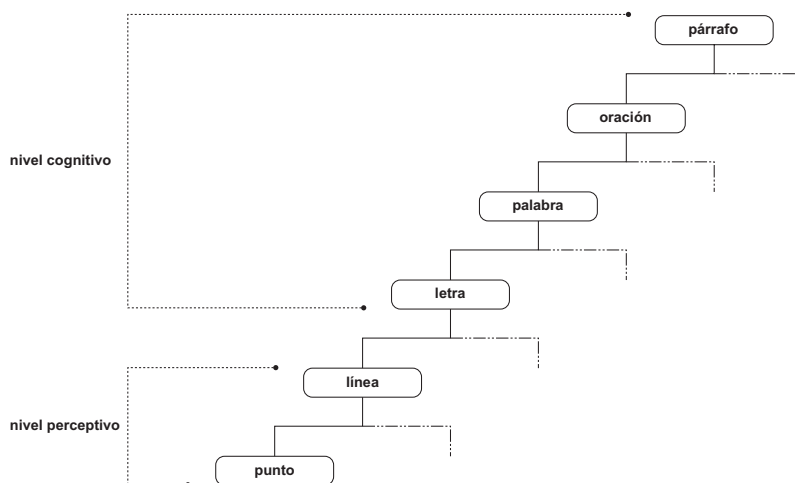 párrafo
oración
nivel cognitivo
palabra
letra
línea
nivel perceptivo
punto